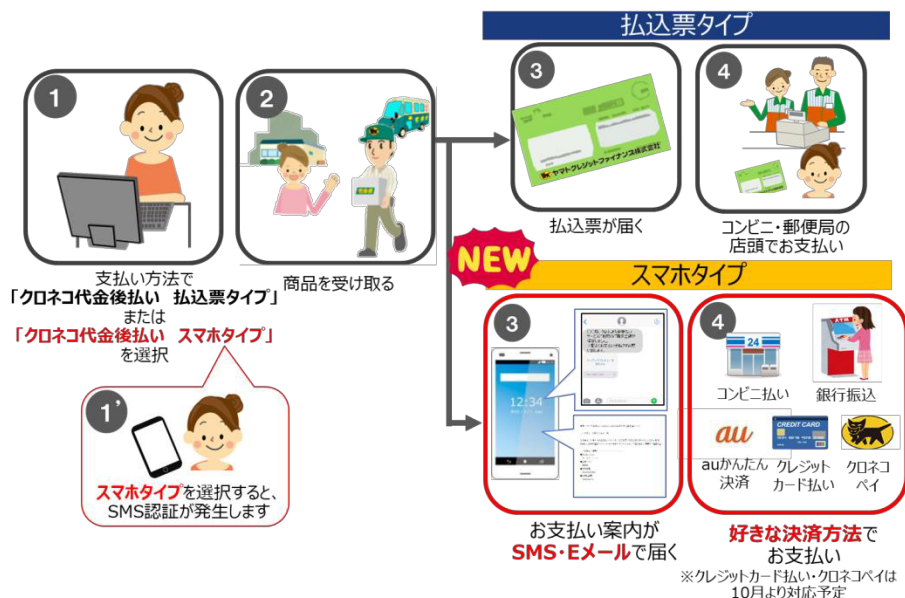 払込票タイプ
1
支払い方法で
「クロネコ代金後払い 払込票タイプ」
または
「クロネコ代金後払い スマホタイプ」
を選択
1'
スマホタイプを選択すると、
SMS認証が発生します
2
商品を受け取る
3
ヤマトクレジットファイナンス株式会社
払込票が届く
4
コンビニ・郵便局の
店頭でお支払い
NEW
スマホタイプ
3
12:34
お支払い案内が
SMS・Eメールで届く
4
24
コンビニ払い
ATM
銀行振込
au
auかんたん
決済
CREDIT CARD
クレジット
カード払い
クロネコ
ペイ
好きな決済方法で
お支払い
※クレジットカード払い・クロネコペイは
10月より対応予定